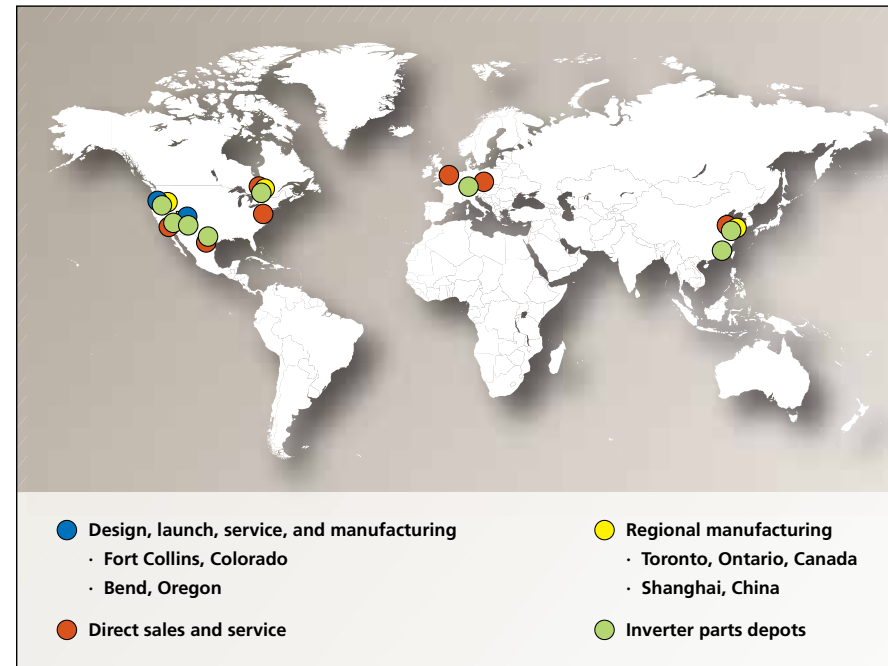 Design, launch, service, and manufacturing
· Fort Collins, Colorado
· Bend, Oregon
Direct sales and service
Regional manufacturing
· Toronto, Ontario, Canada
· Shanghai, China
Inverter parts depots